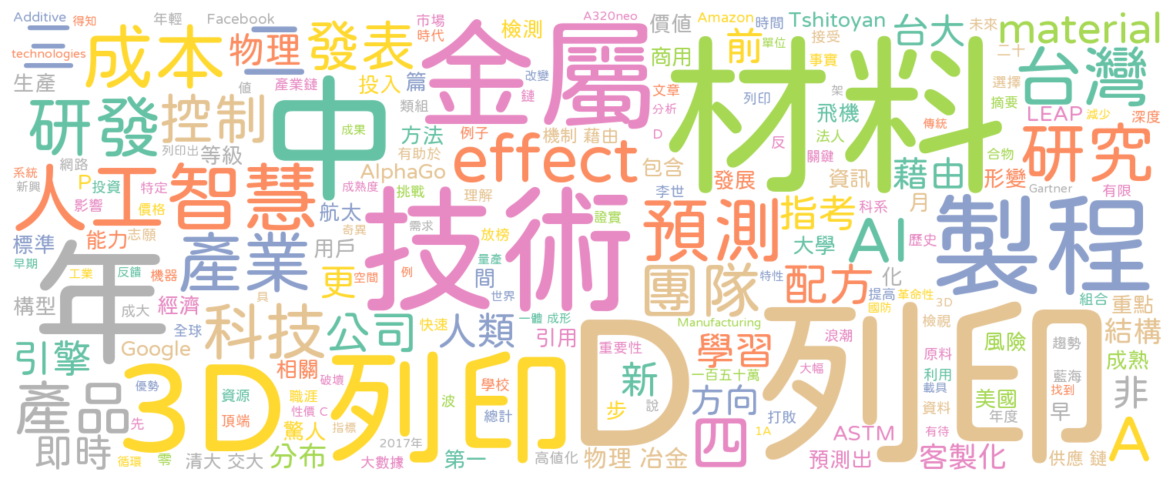 Additive
得知
年輕
Facebook
市場
時代
A320neo
價值
Amazon
時間
Tshitoyan
台大
未來
material
三
technologies
成本
物理
二
發表
檢測
金屬
商用
前
單位
接受
事實
二十
台灣
生產
產業鏈
投入
篇
改變
鏈
材料
選擇
架
摘要
值
類組
文章
列印
飛機
LEAP
減少
深度
研發
控制
中
成果
方法
例子
機制
藉由
分析
D
法人
反
關鍵
傳統
合物
研究
網路
列印出
等級
有助於
effect
包含
資訊
藉由
形變
系統
新興
人工智慧
AlphaGo
成熟度
挑戰
理解
李世
發展
Gartner
有限
P
投資
特定
影響
價格
航太
奇異
技術
證實
預測
指考
科系
月
製程
標準
能力
志願
需求
放榜
大學
AI
歷史
早期
年
產業
用戶
更
空間
例
量產
間
工業
反饋
機器
世界
團隊
配方
化
特性
提高
革命性
3D
國防
組合
構型
成大
經濟
具
重點
科技
公司
快速
人類
一體
成形
引用
Manufacturing
檢視
浪潮
結構
引擎
全球
Google
相關
列印
D
重要性
學習
原料
風險
趨勢
成熟
產品
優勢
3D
資源
職涯
破壞
學校
一百五十萬
新
大幅
利用
載具
藍海
找到
非
頂端
性價
C
波
總計
步
說
方向
打敗
資料
美國
年度
早
先
驚人
指標
2017年
四
1A
ASTM
有待
A
即時
循環
零
清大
交大
分布
大數據
第一
高值化
物理
冶金
預測出
客製化
供應
鏈
列印